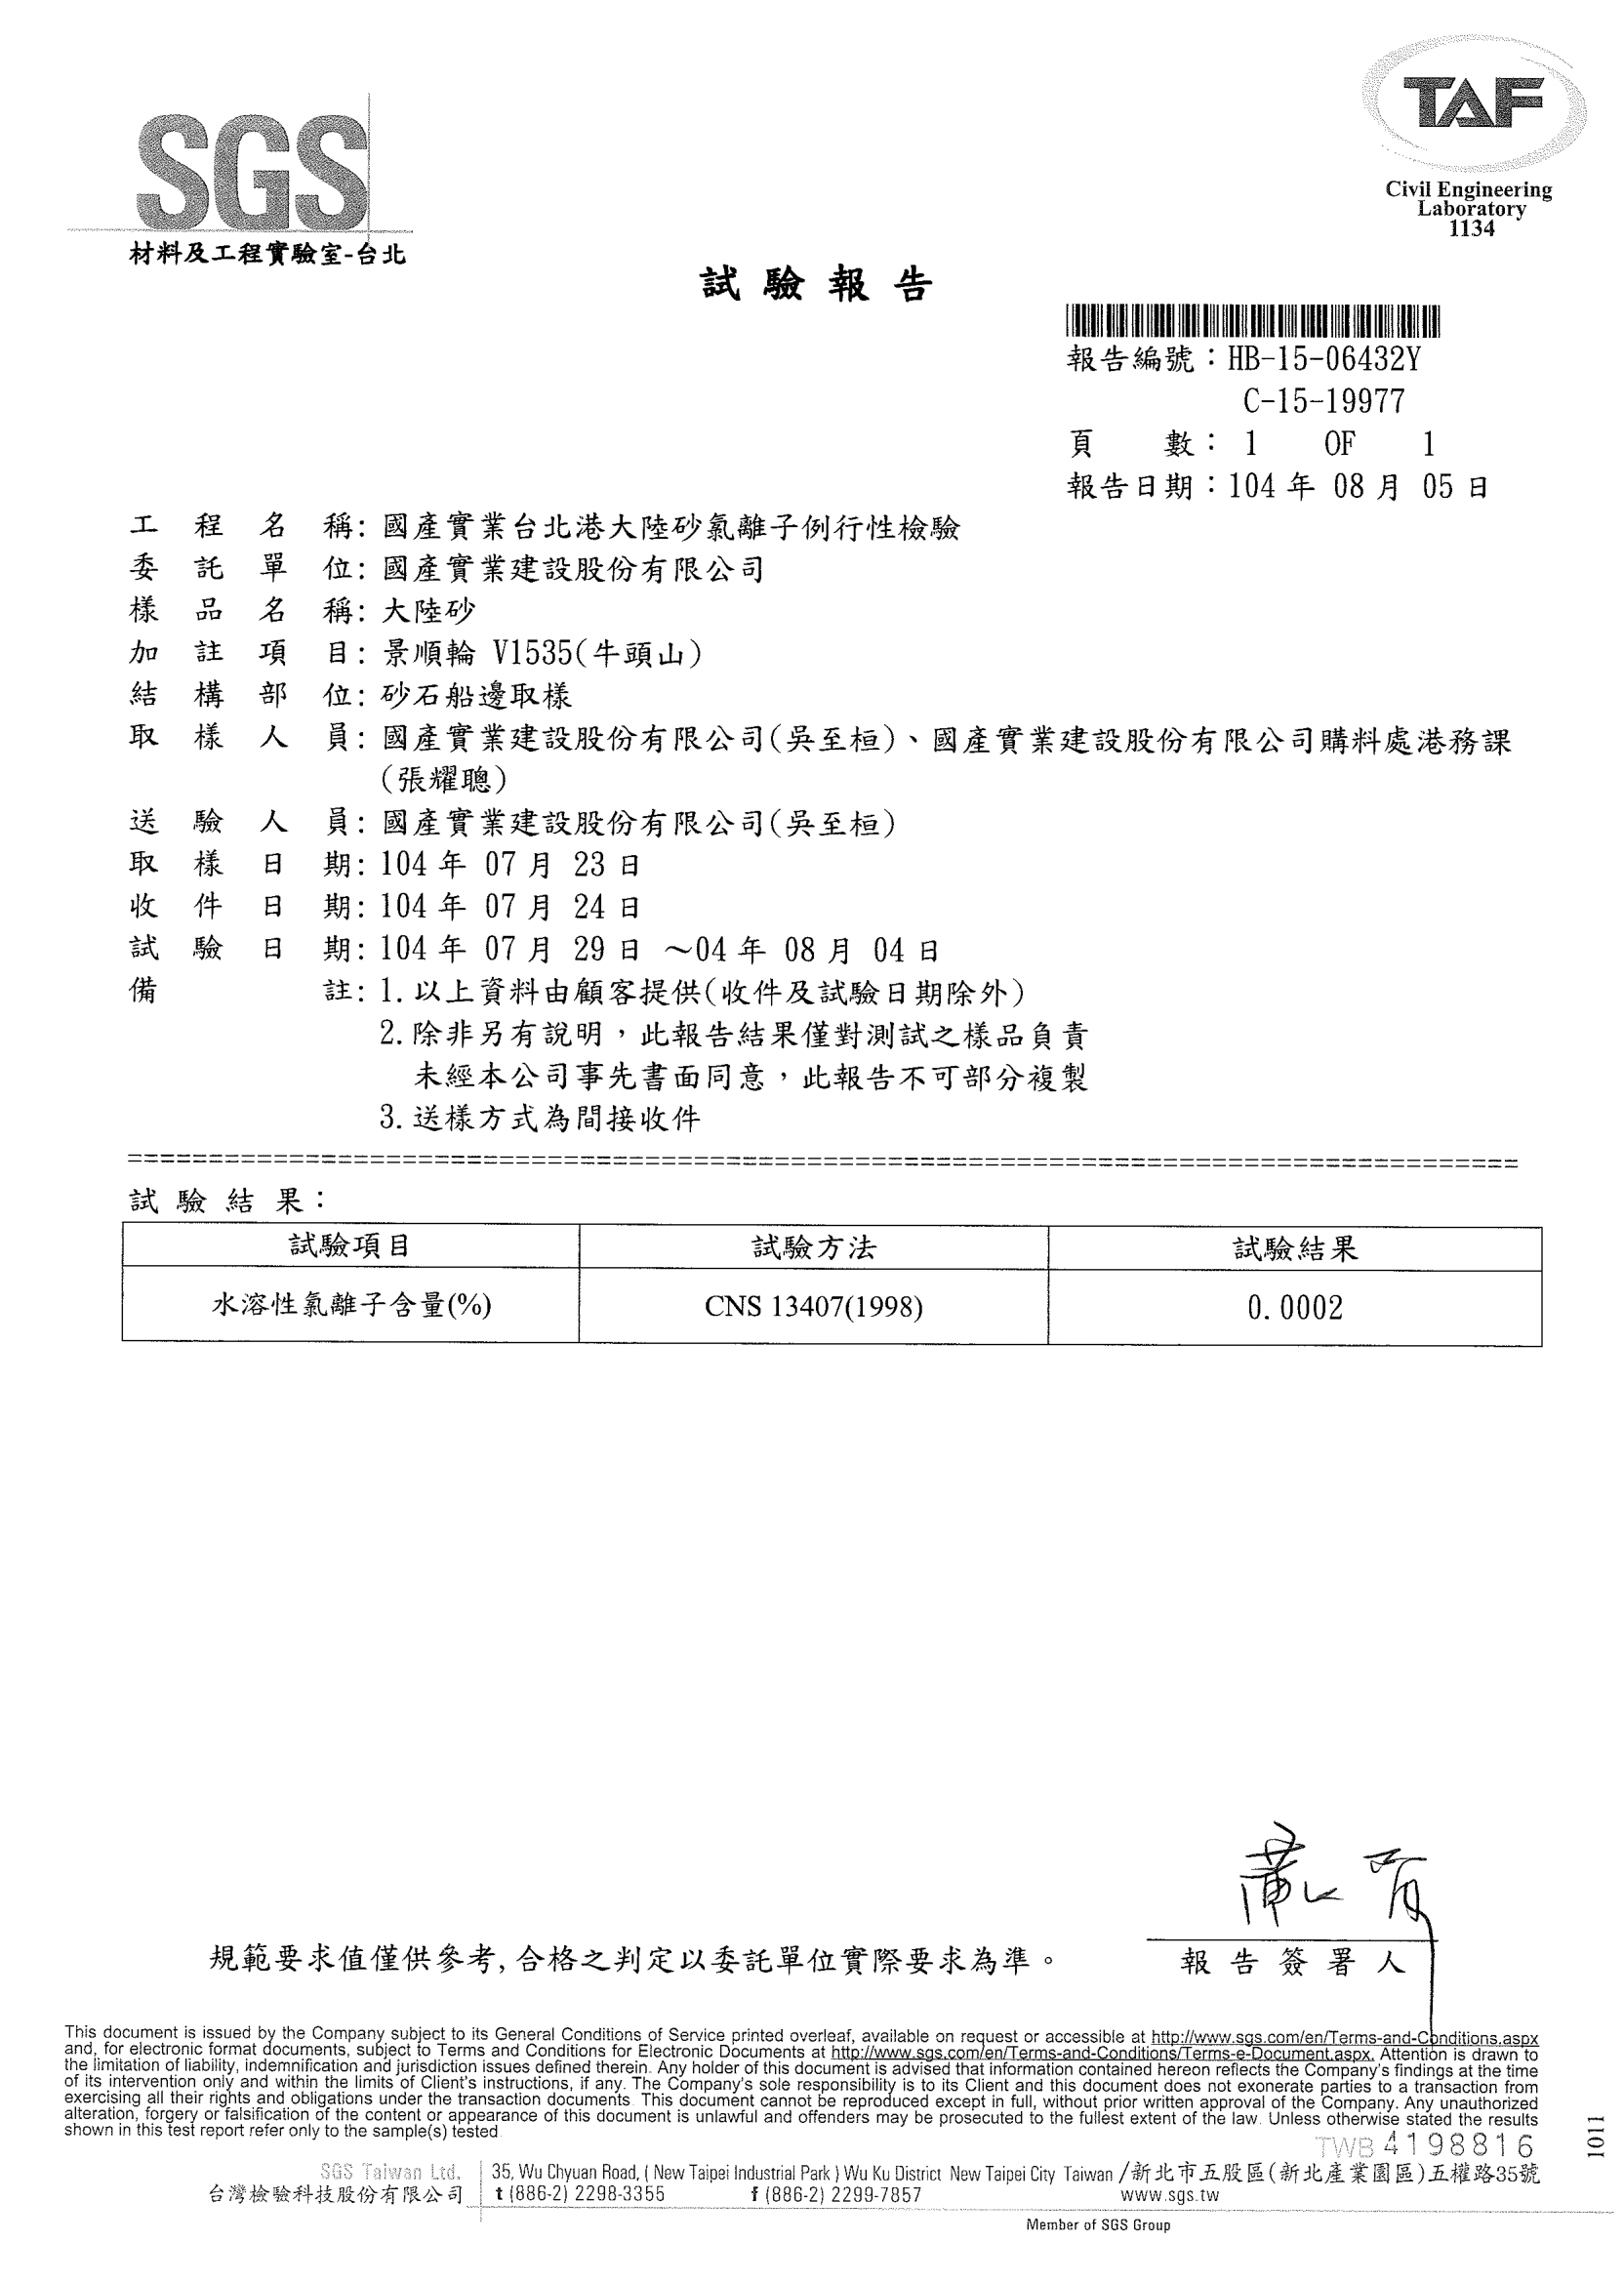 SGS
材料及工程實驗室-台北
TAF
Civil Engineering
Laboratory
1134
試驗報告
報告編號：HB-15-06432Y
C-15-19977
頁 數： 1 OF 1
報告日期：104 年 08 月 05 日
工程名稱: 國產實業台北港大陸砂氯離子例行性檢驗
委託單位: 國產實業建設股份有限公司
樣品名稱: 大陸砂
加註項目: 景順輪 V1535(牛頭山)
結構部位: 砂石船邊取樣
取樣人員: 國產實業建設股份有限公司(吳至桓)、國產實業建設股份有限公司購料處港務課
(張耀聰)
送驗人員: 國產實業建設股份有限公司(吳至桓)
取樣日期: 104 年 07 月 23 日
收件日期: 104 年 07 月 24 日
試驗日期: 104 年 07 月 29 日 ～04 年 08 月 04 日
備註: 1. 以上資料由顧客提供(收件及試驗日期除外)
2. 除非另有說明，此報告結果僅對測試之樣品負責
未經本公司事先書面同意，此報告不可部分複製
3. 送樣方式為間接收件
試驗結果：
試驗項目 試驗方法 試驗結果
水溶性氯離子含量(%) CNS 13407(1998) 0.0002
規範要求值僅供參考, 合格之判定以委託單位實際要求為準。
報告簽署人
This document is issued by the Company subject to its General Conditions of Service printed overleaf, available on request or accessible at http://www.sgs.com/en/Terms-and-Conditions.aspx
and, for electronic format documents, subject to Terms and Conditions for Electronic Documents at http://www.sgs.com/en/Terms-and-Conditions/Terms-e-Document.aspx. Attention is drawn to
the limitation of liability, indemnification and jurisdiction issues defined therein. Any holder of this document is advised that information contained hereon reflects the Company's findings at the time
of its intervention only and within the limits of Client's instructions, if any. The Company's sole responsibility is to its Client and this document does not exonerate parties to a transaction from
exercising all their rights and obligations under the transaction documents. This document cannot be reproduced except in full, without prior written approval of the Company. Any unauthorized
alteration, forgery or falsification of the content or appearance of this document is unlawful and offenders may be prosecuted to the fullest extent of the law. Unless otherwise stated the results
shown in this test report refer only to the sample(s) tested.
TWB 4198816
1011
SGS Taiwan Ltd. 35, Wu Chyuan Road, ( New Taipei Industrial Park ) Wu Ku District New Taipei City Taiwan /新北市五股區(新北產業園區)五權路35號
台灣檢驗科技股份有限公司 t (886-2) 2298-3355 f (886-2) 2299-7857 www.sgs.tw
Member of SGS Group